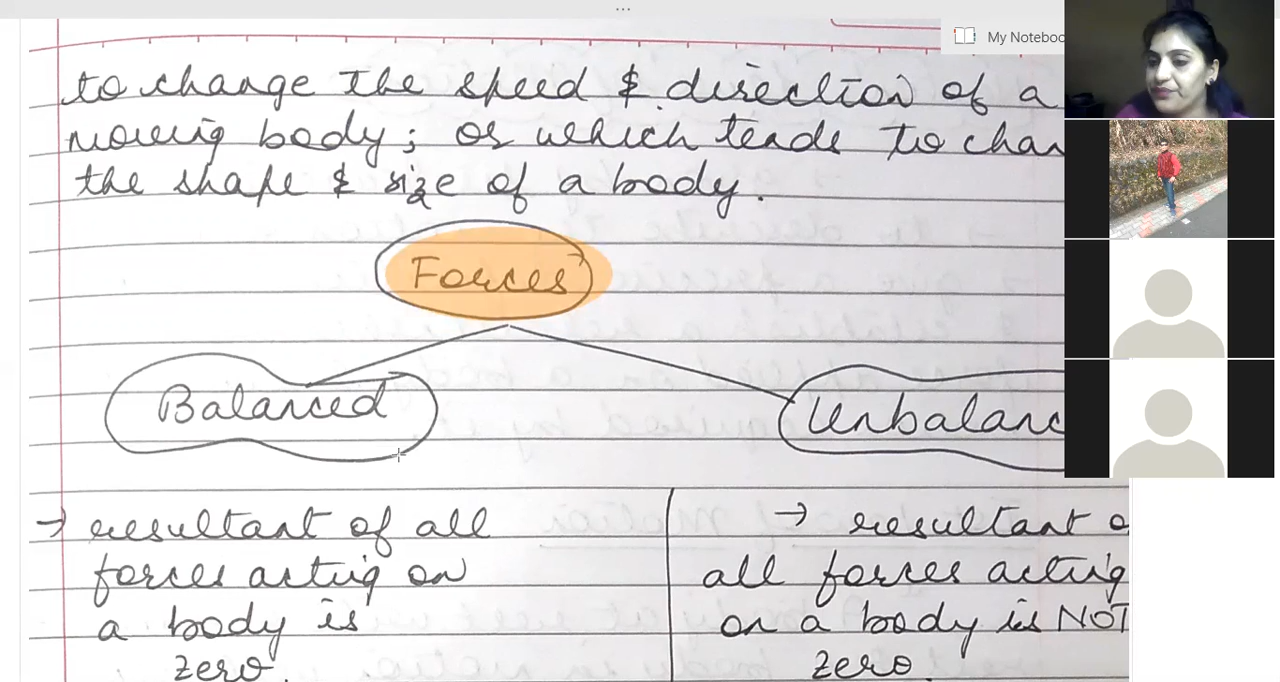 ...
My Noteboo
to change the speed & direction of a
moving body; or which tends to chan
the shape & size of a body.
Forces
Balanced
Unbalanc
→ resultant of all
forces acting on
a body is
zero.
→ resultant o
all forces acting
on a body is NOT
zero.